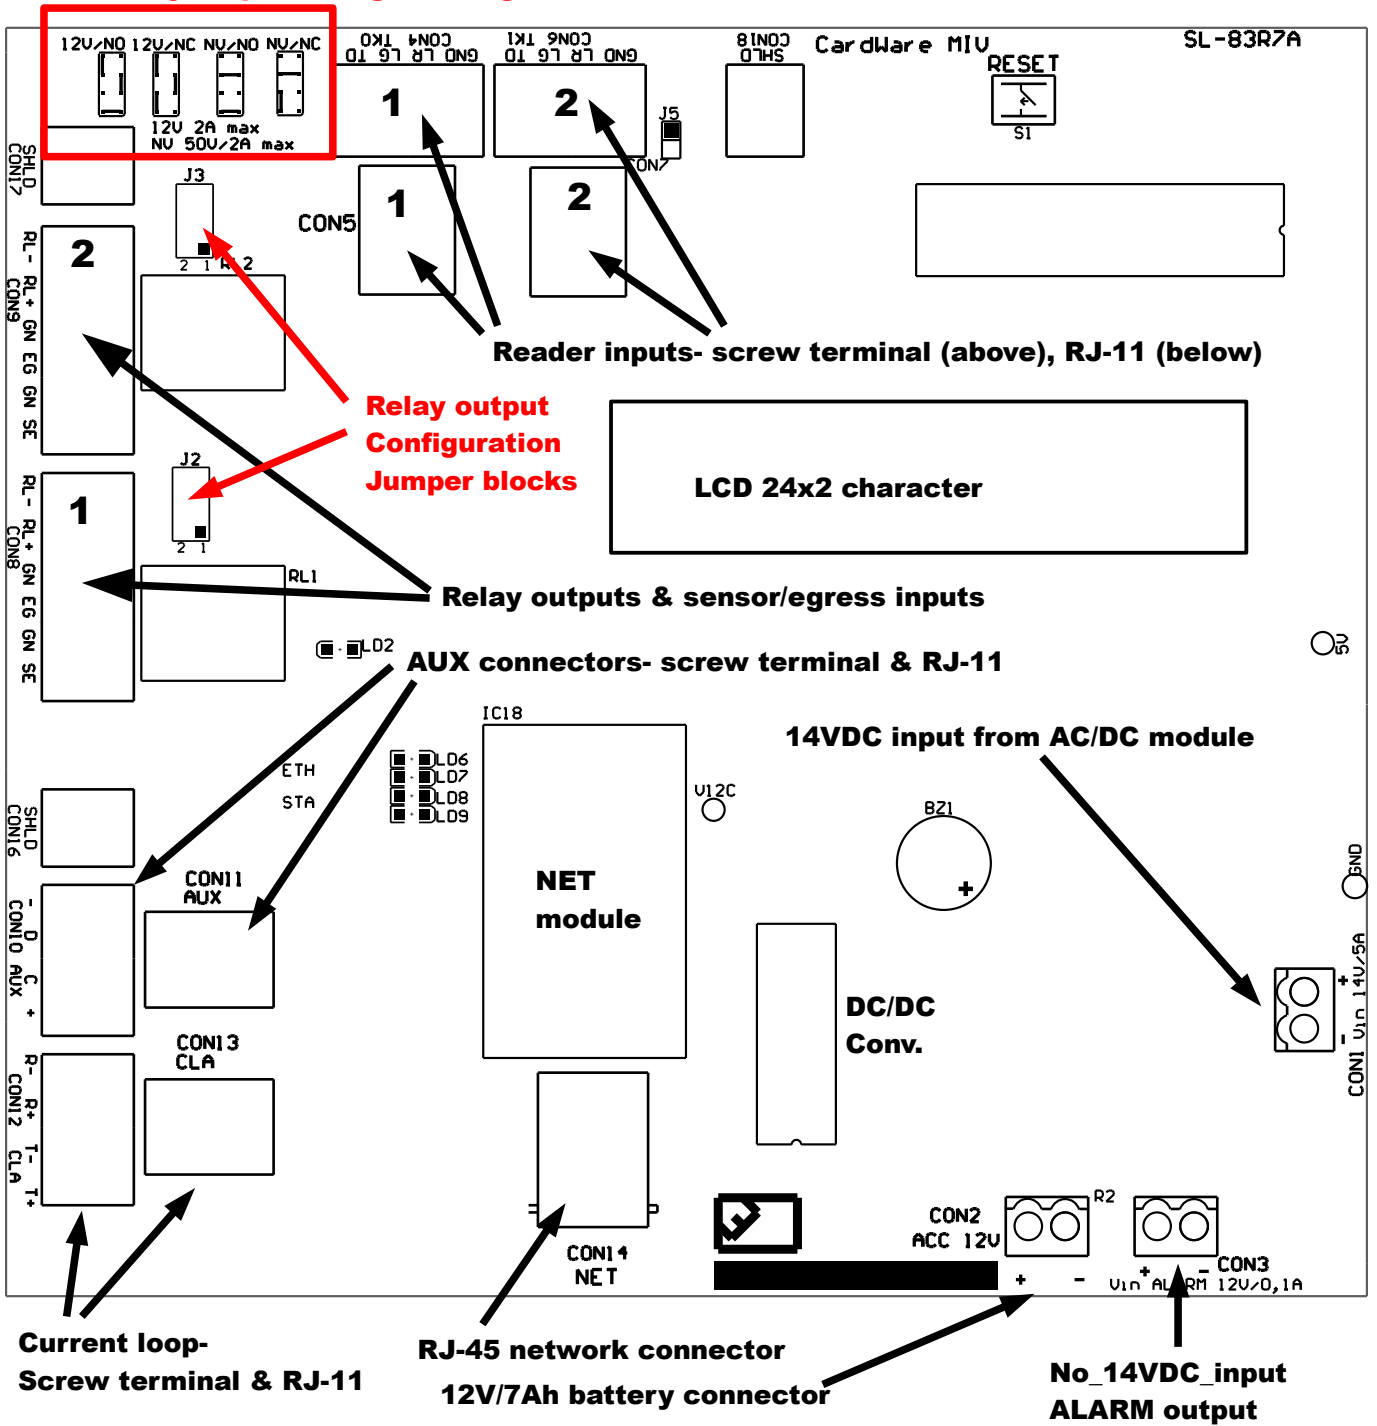 12V/NO 12V/NC NV/NO NV/NC
12V 2A max
NV 50V/2A max
CON4 TK0
GND LR LG TD
CON6 TK1
GND LR LG TD
CON18
SHLD
CardWare MIV
SL-83R7A
RESET
S1
J5
CON7
1
2
SHLD
CON17
J3
2 1
RL2
CON5
1
2
RL- RL+ GN EG GN SE
CON9
2
Reader inputs- screw terminal (above), RJ-11 (below)
Relay output
Configuration
Jumper blocks
J2
2 1
LCD 24x2 character
RL- RL+ GN EG GN SE
CON8
1
RL1
Relay outputs & sensor/egress inputs
LD2
5V
AUX connectors- screw terminal & RJ-11
IC18
14VDC input from AC/DC module
ETH
STA
LD6
LD7
LD8
LD9
V12C
BZ1
+
SHLD
CON16
GND
NET
module
CON11
AUX
- D C +
CON10 AUX
DC/DC
Conv.
+ -
Vin 14V/5A
CON1
CON13
CLA
R- R+ T- T+
CON12 CLA
CON14
NET
CON2
ACC 12V
+ -
R2
CON3
+ -
Vin ALARM 12V/0,1A
Current loop-
Screw terminal & RJ-11
RJ-45 network connector
12V/7Ah battery connector
No_14VDC_input
ALARM output